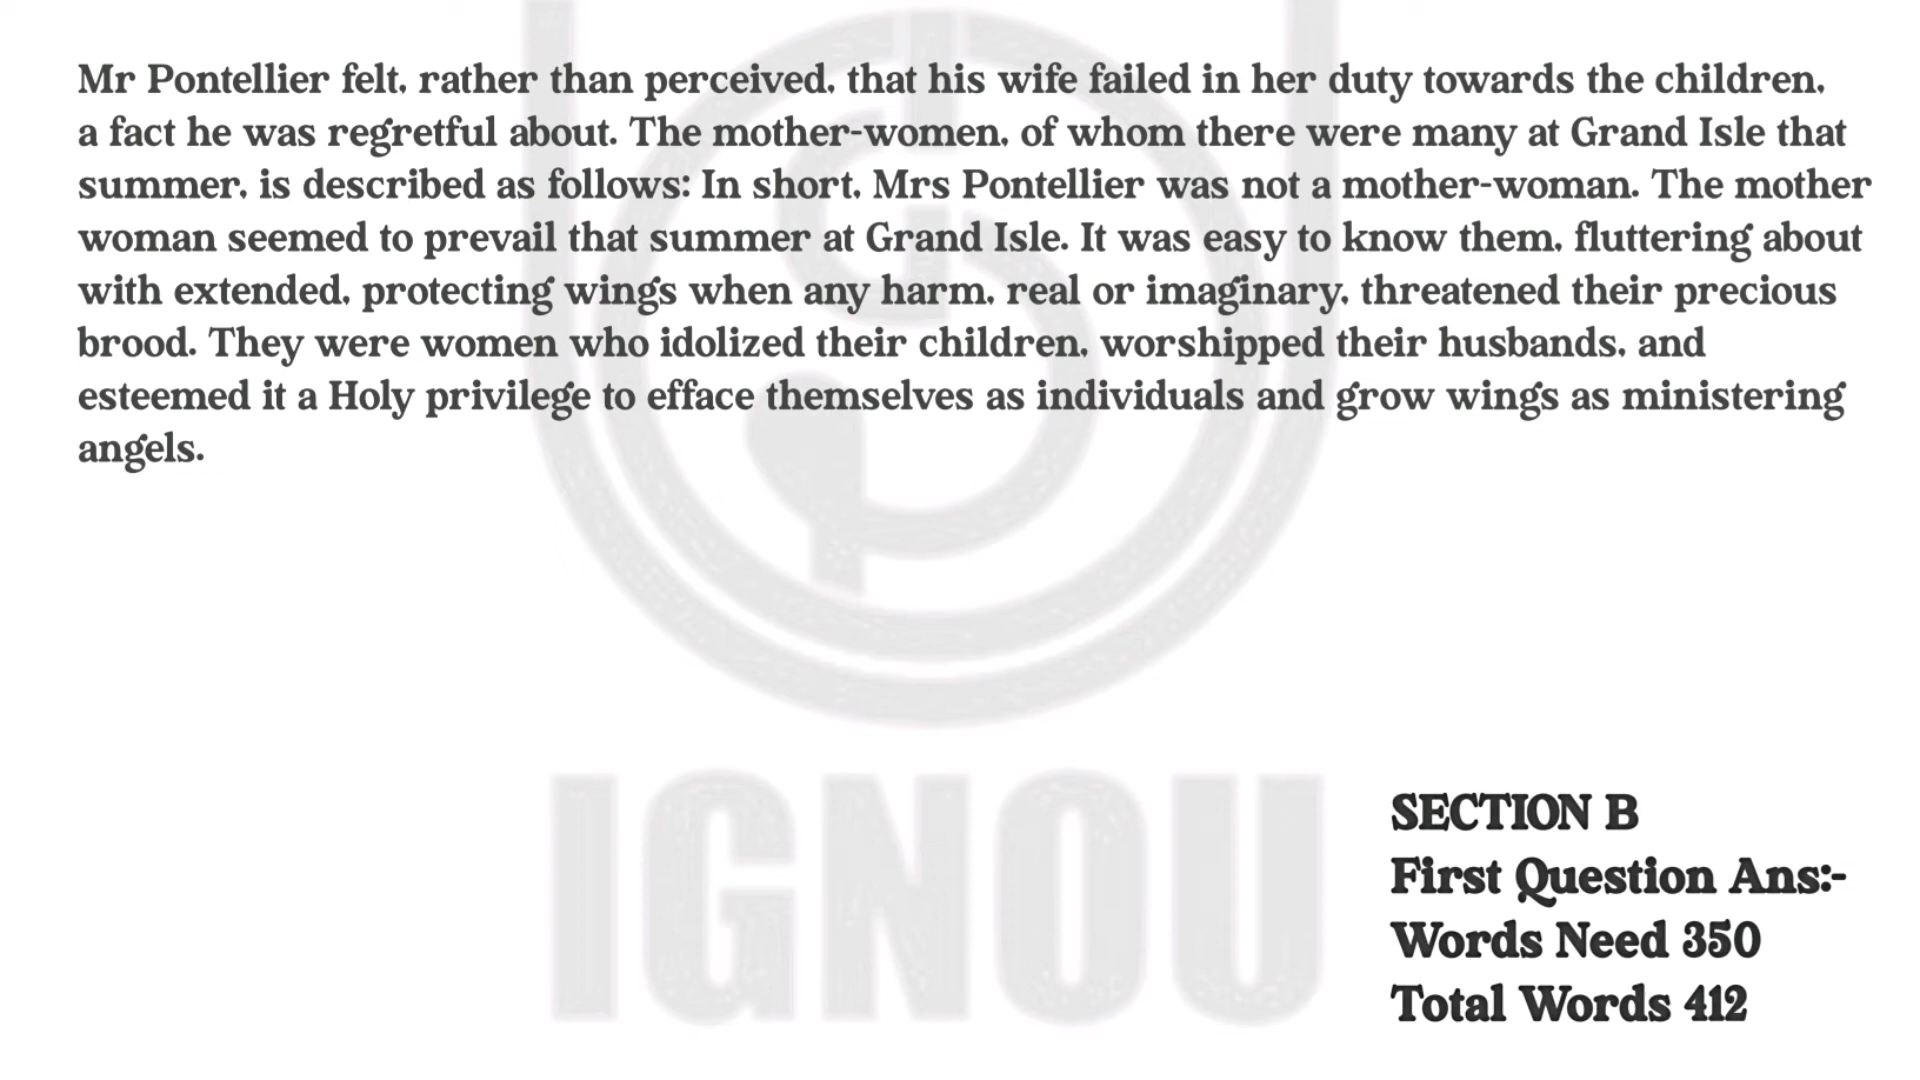 Mr Pontellier felt, rather than perceived, that his wife failed in her duty towards the children,
a fact he was regretful about. The mother-women, of whom there were many at Grand Isle that
summer, is described as follows: In short, Mrs Pontellier was not a mother-woman. The mother
woman seemed to prevail that summer at Grand Isle. It was easy to know them, fluttering about
with extended, protecting wings when any harm, real or imaginary, threatened their precious
brood. They were women who idolized their children, worshipped their husbands, and
esteemed it a Holy privilege to efface themselves as individuals and grow wings as ministering
angels.
IGNOU
SECTION B
First Question Ans:-
Words Need 350
Total Words 412